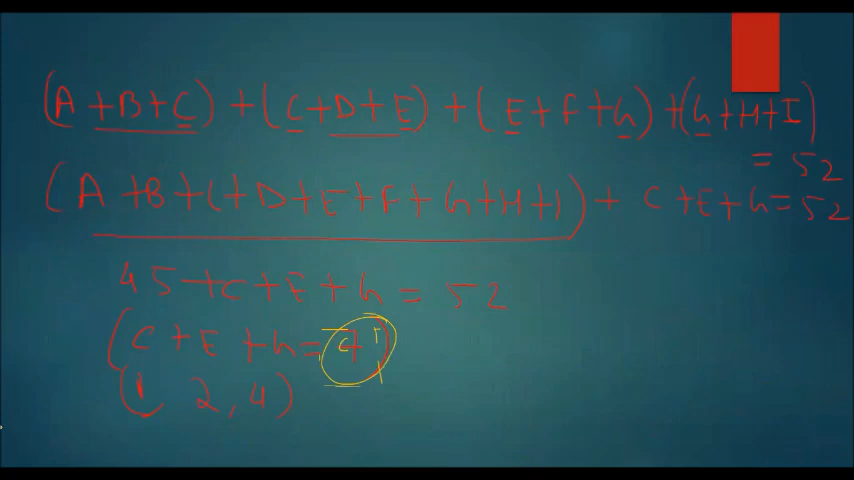 (A+B+C)+(C+D+E)+(E+F+h)+(h+H+I)
=52
(A+B+C+D+E+F+h+H+I)+C+E+h=52
45+C+E+h=52
(C+E+h=7)
(1 2,4)